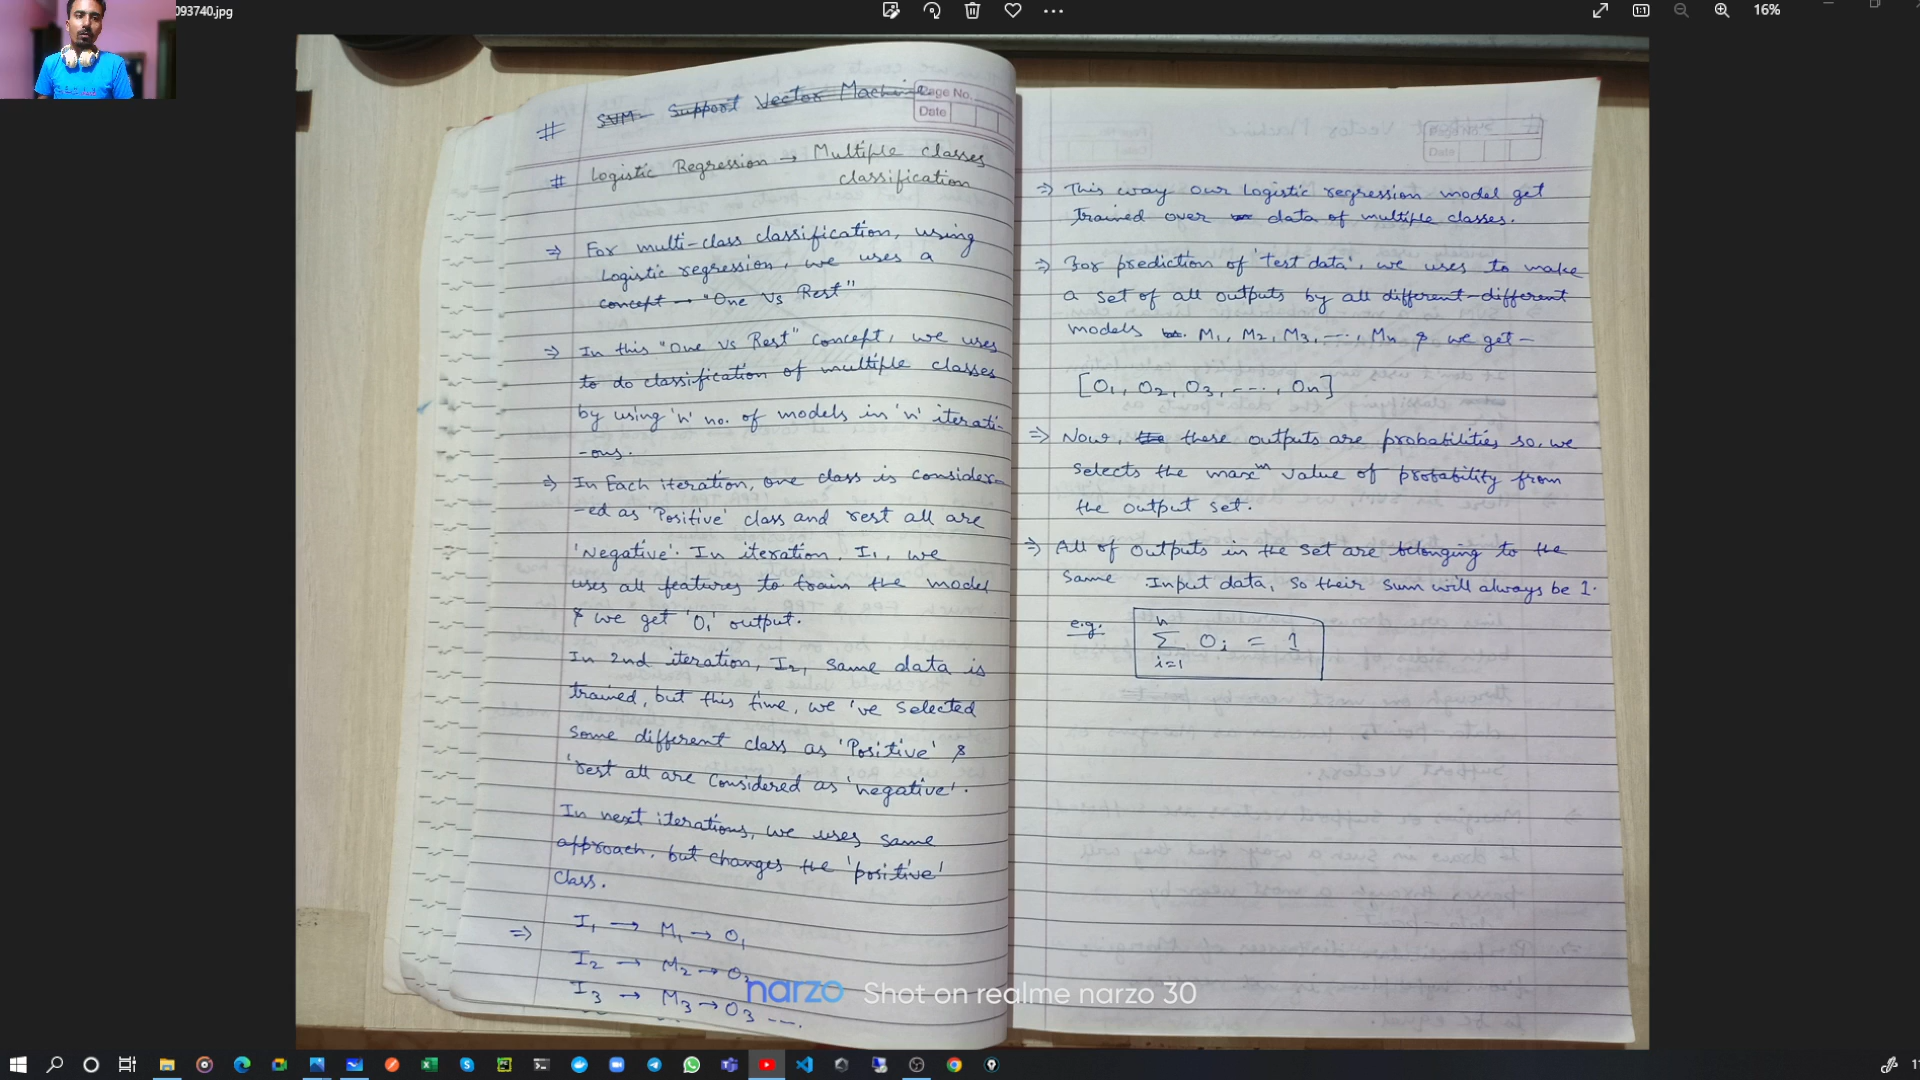 093740.jpg
16%
Page No.
Date
# SVM- Support Vector Machine
# Logistic Regression → Multiple classes
classification
⇒ For multi-class classification, using
Logistic regression, we uses a
concept → "One Vs Rest"
⇒ In this "One Vs Rest" concept, we uses
to do classification of multiple classes
by using 'n' no. of models in 'n' iterati-
-ons.
⇒ In Each iteration, one class is consider-
-ed as 'Positive' class and rest all are
'Negative'. In iteration, I1, we
uses all features to train the model
& we get 'O1' output.
In 2nd iteration, I2, same data is
trained, but this time, we 've selected
some different class as 'Positive' &
'rest all are considered as 'negative'.
In next iterations, we uses same
approach, but changes the 'positive'
class.
⇒ I1 → M1 → O1
I2 → M2 → O2
I3 → M3 → O3 ---.
Date
⇒ This way our Logistic regression model get
trained over data of multiple classes.
⇒ For prediction of 'test data', we uses to make
a set of all outputs by all different-different
models M1, M2, M3, ----, Mn & we get -
[O1, O2, O3, ----, On]
⇒ Now, the these outputs are probabilities so, we
selects the maxm value of probability from
the output set.
⇒ All of outputs in the set are belonging to the
same Input data, so their sum will always be 1.
e.g. n
Σ Oi = 1
i=1
narzo Shot on realme narzo 30